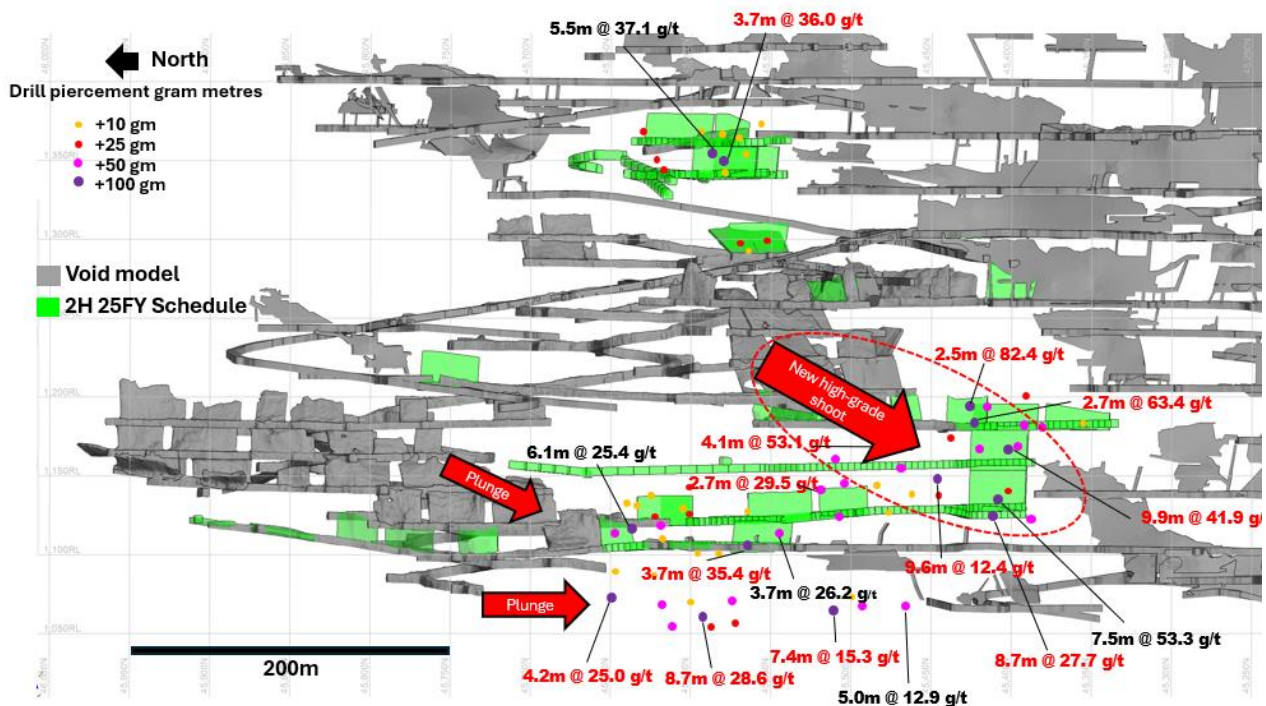 5.5m @ 37.1 g/t
3.7m @ 36.0 g/t
North
Drill piercement gram metres
+10 gm
+25 gm
+50 gm
+100 gm
1,350RL
1,300RL
Void model
2H 25FY Schedule
1,200RL
1,150RL
1,100RL
1,050RL
New high-grade
shoot
2.5m @ 82.4 g/t
2.7m @ 63.4 g/t
4.1m @ 53.1 g/t
6.1m @ 25.4 g/t
2.7m @ 29.5 g/t
Plunge
9.9m @ 41.9 g/t
9.6m @ 12.4 g/t
3.7m @ 35.4 g/t
3.7m @ 26.2 g/t
Plunge
7.5m @ 53.3 g/t
200m
7.4m @ 15.3 g/t
8.7m @ 27.7 g/t
4.2m @ 25.0 g/t
8.7m @ 28.6 g/t
5.0m @ 12.9 g/t